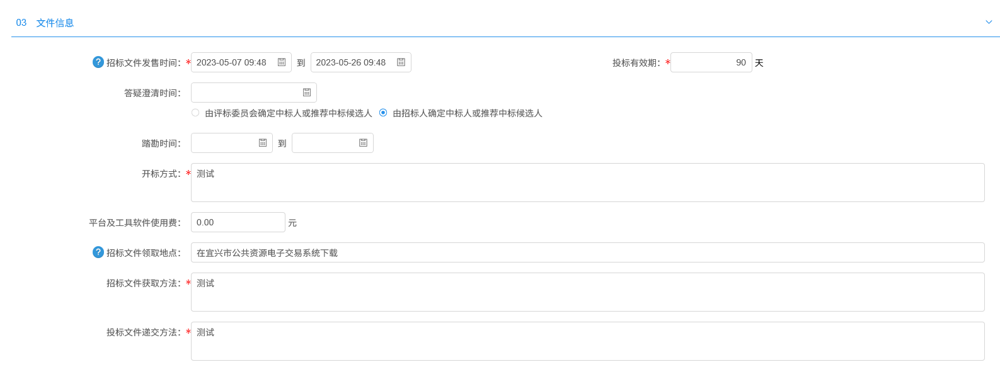 03 文件信息
? 招标文件发售时间：* 2023-05-07 09:48 到 2023-05-26 09:48 投标有效期：* 90 天
答疑澄清时间：
由评标委员会确定中标人或推荐中标候选人 由招标人确定中标人或推荐中标候选人
踏勘时间： 到
开标方式：* 测试
平台及工具软件使用费： 0.00 元
? 招标文件领取地点： 在宜兴市公共资源电子交易系统下载
招标文件获取方法：* 测试
投标文件递交方法：* 测试